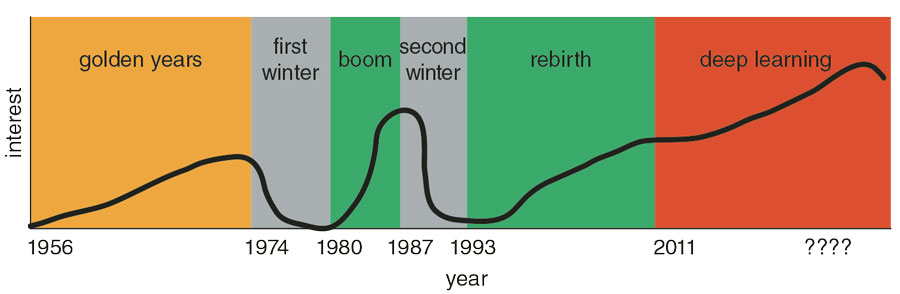 golden years
first
winter
boom
second
winter
rebirth
deep learning
interest
1956
1974
1980
1987
1993
2011
????
year